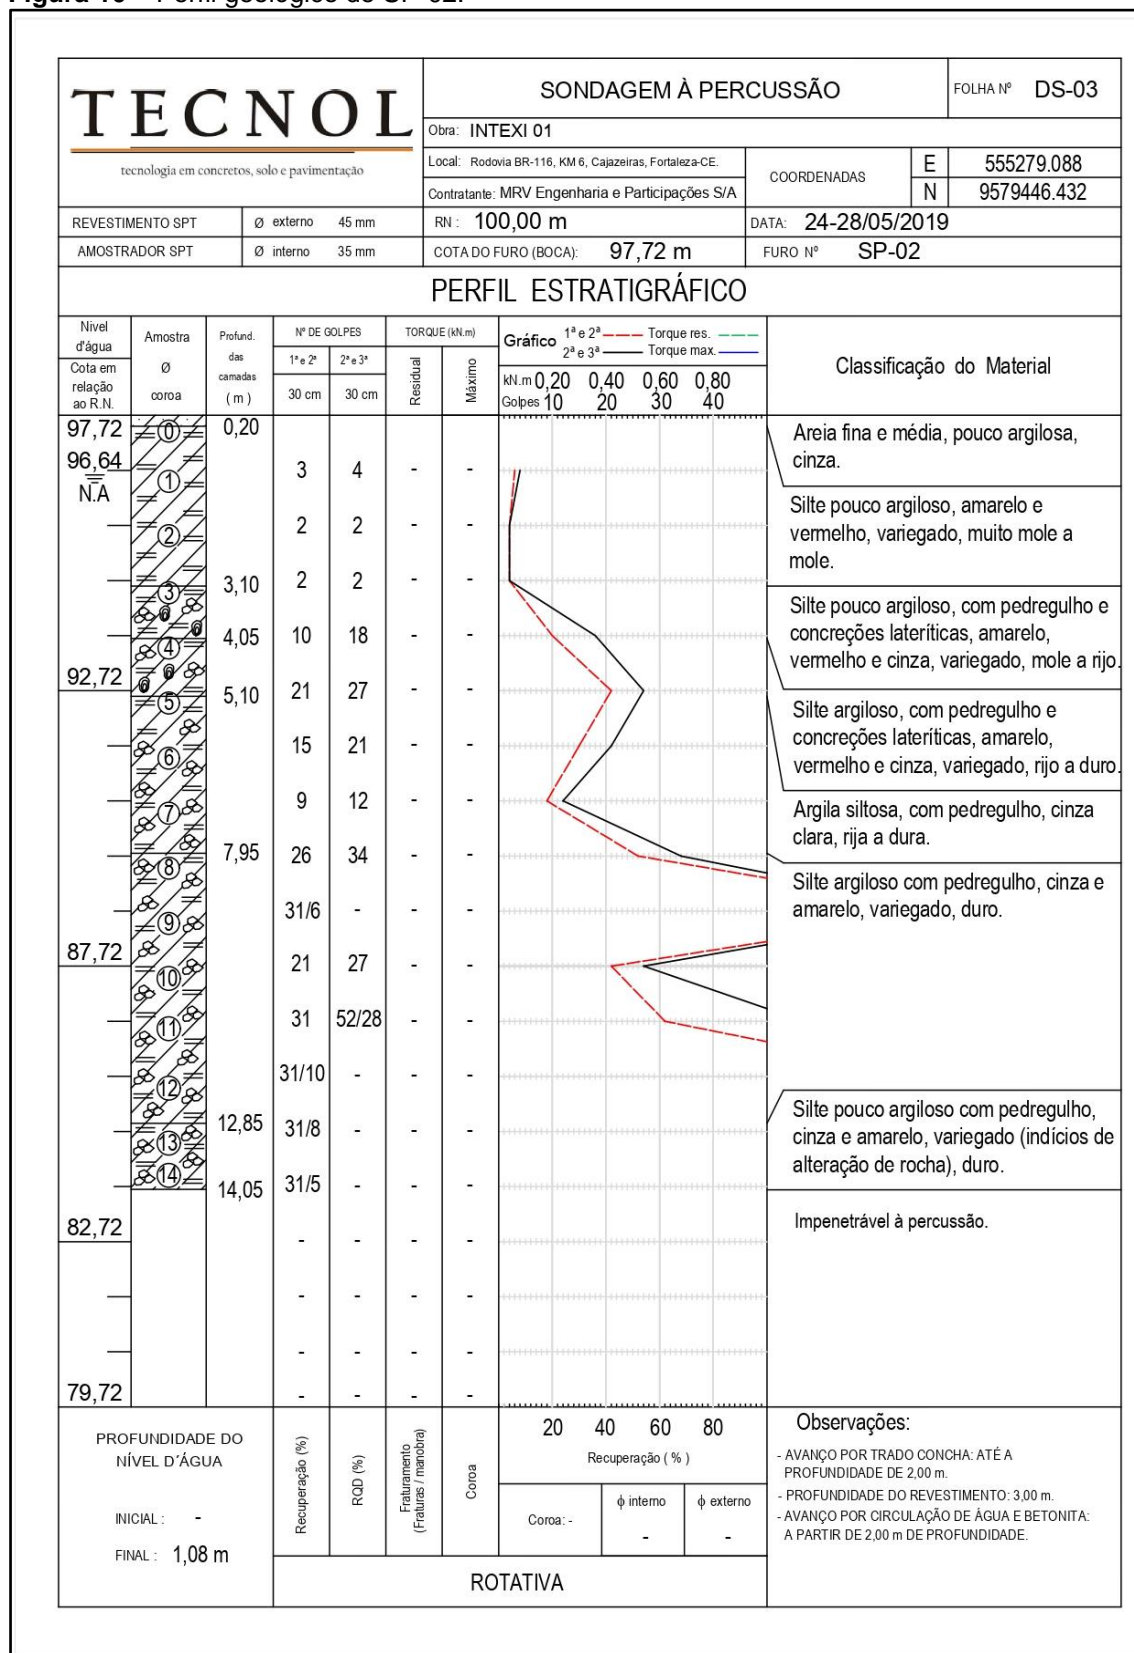 TECNOL
tecnologia em concretos, solo e pavimentação
SONDAGEM À PERCUSSÃO
FOLHA Nº DS-03
Obra: INTEXI 01
Local: Rodovia BR-116, KM 6, Cajazeiras, Fortaleza-CE.
Contratante: MRV Engenharia e Participações S/A
COORDENADAS
E 555279.088
N 9579446.432
REVESTIMENTO SPT Ø externo 45 mm
RN : 100,00 m
DATA: 24-28/05/2019
AMOSTRADOR SPT Ø interno 35 mm
COTA DO FURO (BOCA): 97,72 m
FURO Nº SP-02
PERFIL ESTRATIGRÁFICO
Nível d'água
Cota em relação ao R.N.
Amostra Ø coroa
Profund. das camadas ( m )
Nº DE GOLPES
1ª e 2ª 30 cm
2ª e 3ª 30 cm
TORQUE (kN.m)
Residual
Máximo
Gráfico 1ª e 2ª Torque res.
2ª e 3ª Torque max.
kN.m 0,20 0,40 0,60 0,80
Golpes 10 20 30 40
Classificação do Material
97,72 0 0,20
96,64 3 4 - -
N.A 1
2 2 2 - -
3 3,10 2 2 - -
4 4,05 10 18 - -
92,72 5 5,10 21 27 - -
6 15 21 - -
7 9 12 - -
8 7,95 26 34 - -
9 31/6 - - -
87,72 10 21 27 - -
11 31 52/28 - -
12 31/10 - - -
13 12,85 31/8 - - -
14 14,05 31/5 - - -
82,72 - - - -
- - - -
- - - -
79,72 - - - -
Areia fina e média, pouco argilosa,
cinza.
Silte pouco argiloso, amarelo e
vermelho, variegado, muito mole a
mole.
Silte pouco argiloso, com pedregulho e
concreções lateríticas, amarelo,
vermelho e cinza, variegado, mole a rijo.
Silte argiloso, com pedregulho e
concreções lateríticas, amarelo,
vermelho e cinza, variegado, rijo a duro.
Argila siltosa, com pedregulho, cinza
clara, rija a dura.
Silte argiloso com pedregulho, cinza e
amarelo, variegado, duro.
Silte pouco argiloso com pedregulho,
cinza e amarelo, variegado (indícios de
alteração de rocha), duro.
Impenetrável à percussão.
PROFUNDIDADE DO
NÍVEL D'ÁGUA
INICIAL : -
FINAL : 1,08 m
Recuperação (%)
RQD (%)
Fraturamento
(Fraturas / manobra)
Coroa
20 40 60 80
Recuperação ( % )
Coroa: -
ϕ interno
-
ϕ externo
-
ROTATIVA
Observações:
- AVANÇO POR TRADO CONCHA: ATÉ A
PROFUNDIDADE DE 2,00 m.
- PROFUNDIDADE DO REVESTIMENTO: 3,00 m.
- AVANÇO POR CIRCULAÇÃO DE ÁGUA E BETONITA:
A PARTIR DE 2,00 m DE PROFUNDIDADE.